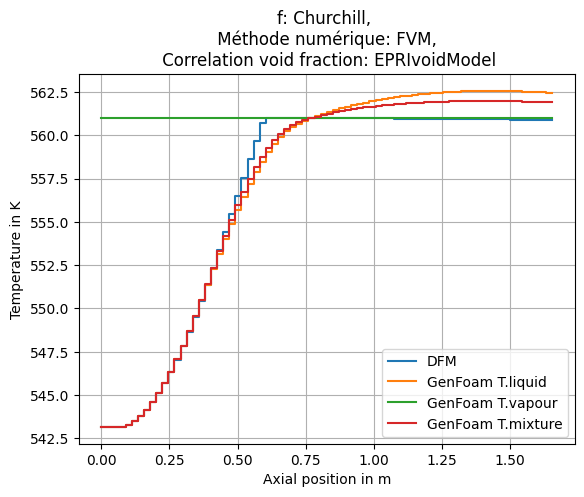 f: Churchill,
Méthode numérique: FVM,
Correlation void fraction: EPRIvoidModel
562.5
560.0
557.5
555.0
552.5
550.0
547.5
545.0
542.5
Temperature in K
DFM
GenFoam T.liquid
GenFoam T.vapour
GenFoam T.mixture
0.00 0.25 0.50 0.75 1.00 1.25 1.50
Axial position in m